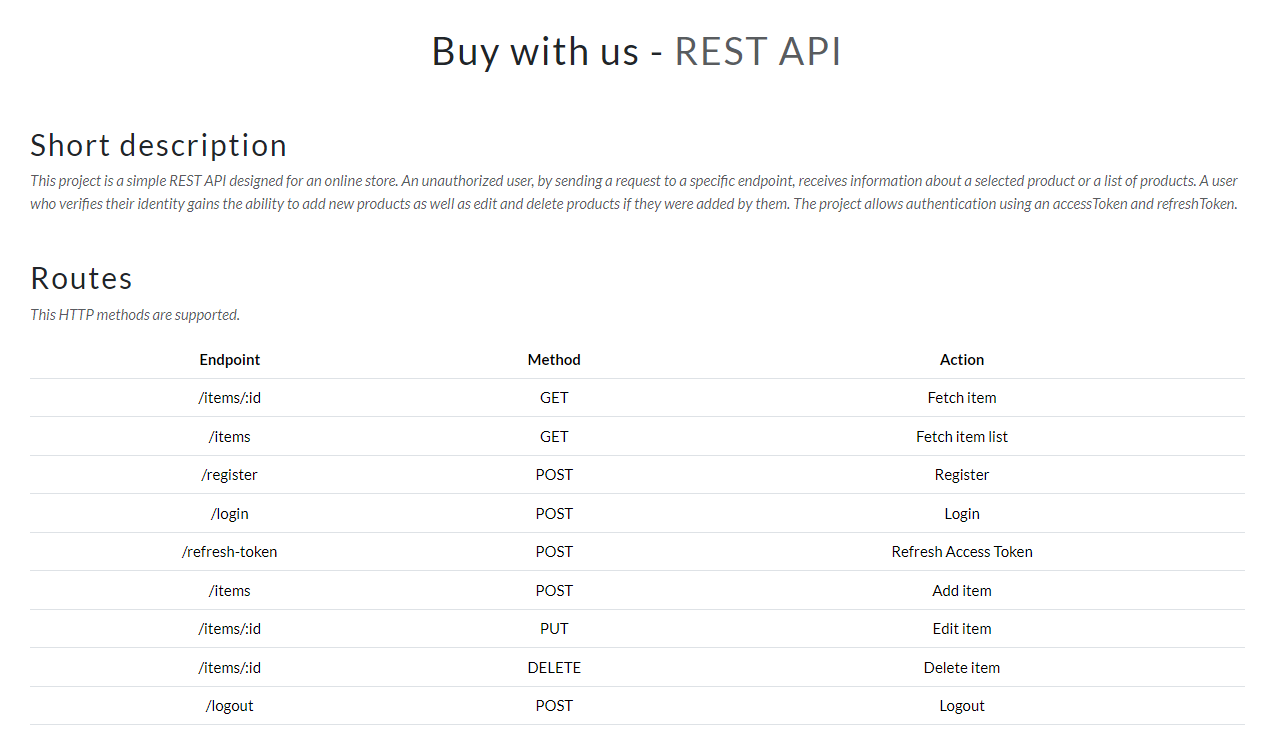 Buy with us - REST API
Short description
This project is a simple REST API designed for an online store. An unauthorized user, by sending a request to a specific endpoint, receives information about a selected product or a list of products. A user
who verifies their identity gains the ability to add new products as well as edit and delete products if they were added by them. The project allows authentication using an accessToken and refreshToken.
Routes
This HTTP methods are supported.
Endpoint Method Action
/items/:id GET Fetch item
/items GET Fetch item list
/register POST Register
/login POST Login
/refresh-token POST Refresh Access Token
/items POST Add item
/items/:id PUT Edit item
/items/:id DELETE Delete item
/logout POST Logout